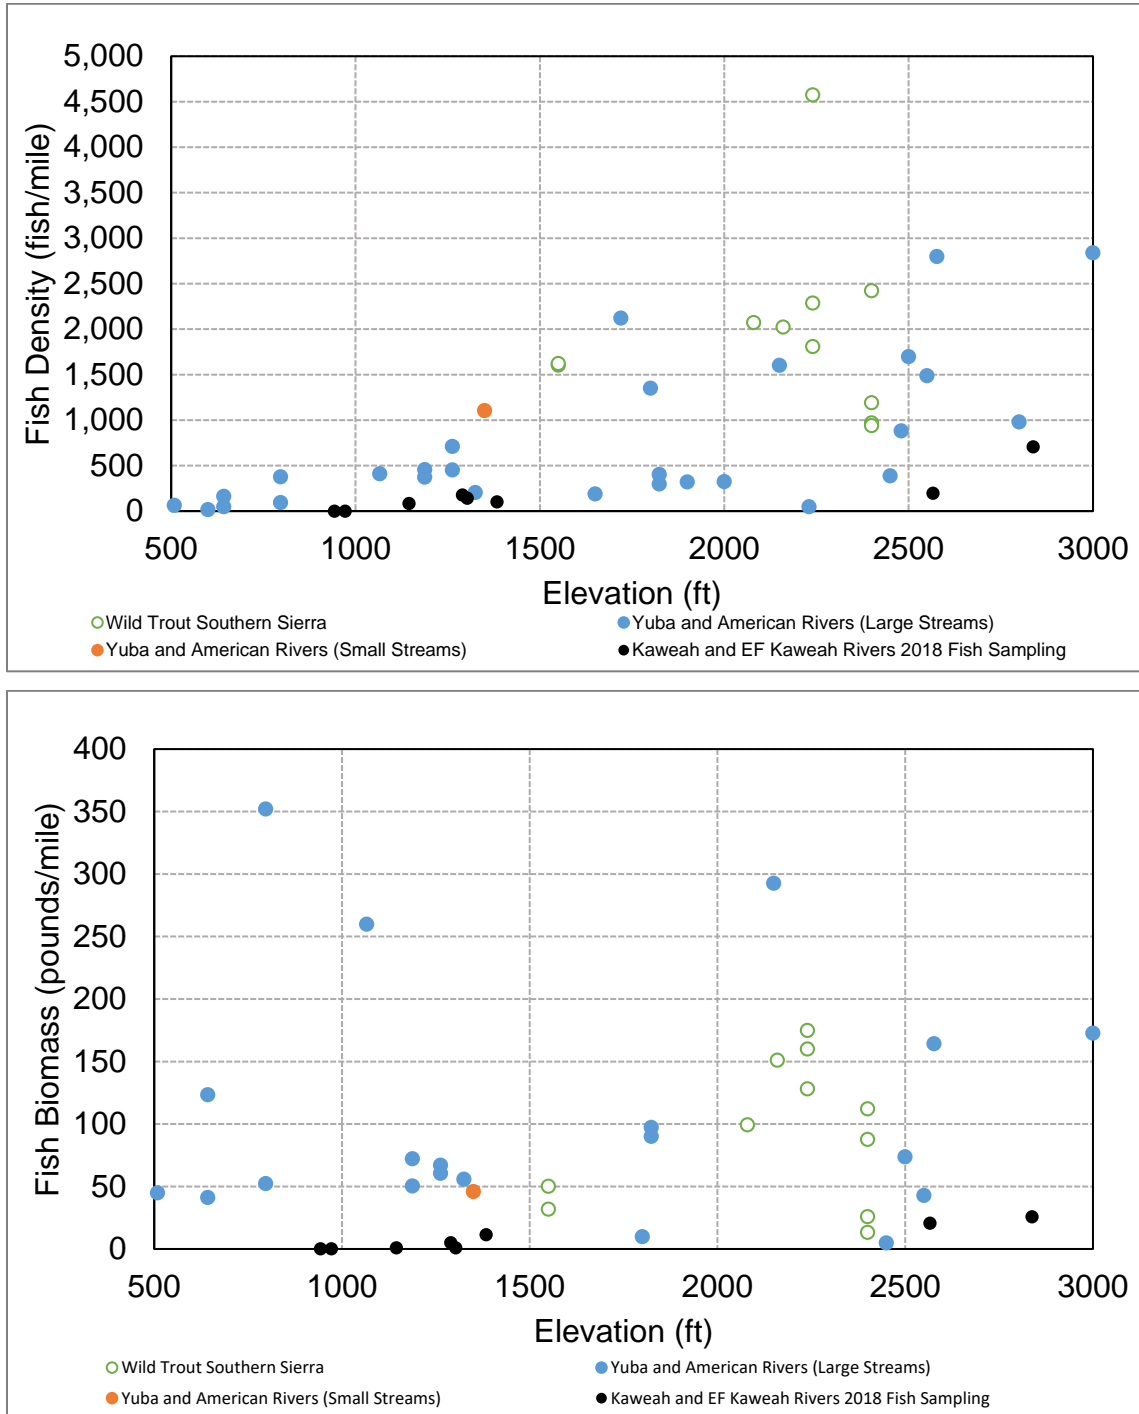 5,000
4,500
4,000
3,500
3,000
2,500
2,000
1,500
1,000
500
0
Fish Density (fish/mile)
500 1000 1500 2000 2500 3000
Elevation (ft)
Wild Trout Southern Sierra Yuba and American Rivers (Large Streams)
Yuba and American Rivers (Small Streams) Kaweah and EF Kaweah Rivers 2018 Fish Sampling
400
350
300
250
200
150
100
50
0
Fish Biomass (pounds/mile)
500 1000 1500 2000 2500 3000
Elevation (ft)
Wild Trout Southern Sierra Yuba and American Rivers (Large Streams)
Yuba and American Rivers (Small Streams) Kaweah and EF Kaweah Rivers 2018 Fish Sampling